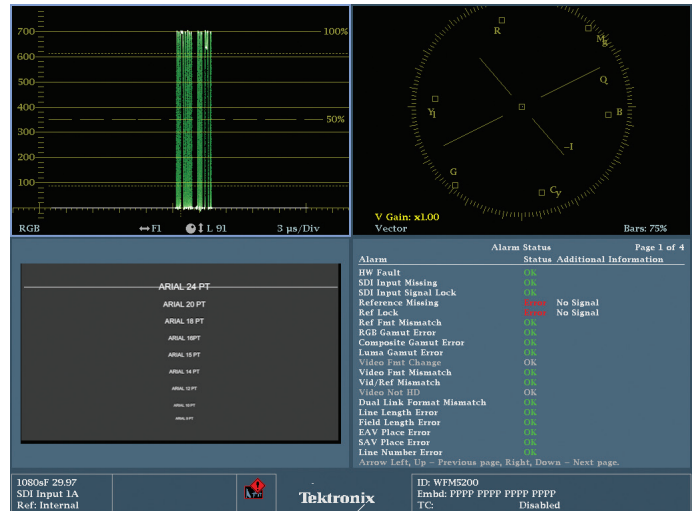 700
100%
600
500
400
50%
300
200
100
RGB
F1
L 91
3 µs/Div
R
Mg
Q
Yl
B
-I
G
Cy
V Gain: x1.00
Vector
Bars: 75%
ARIAL 24 PT
ARIAL 20 PT
ARIAL 18 PT
ARIAL 16PT
ARIAL 15 PT
ARIAL 14 PT
ARIAL 12 PT
Alarm Status Page 1 of 4
Alarm Status Additional Information
HW Fault OK
SDI Input Missing OK
SDI Input Signal Lock OK
Reference Missing No Signal
Ref Lock No Signal
Ref Fmt Mismatch OK
RGB Gamut Error OK
Composite Gamut Error OK
Luma Gamut Error OK
Video Fmt Change OK
Video Fmt Mismatch OK
Vid/Ref Mismatch OK
Video Not HD OK
Dual Link Format Mismatch OK
Line Length Error OK
Field Length Error OK
EAV Place Error OK
SAV Place Error OK
Line Number Error OK
Arrow Left, Up – Previous page, Right, Down – Next page.
1080sF 29.97
SDI Input 1A
Ref: Internal
Tektronix
ID: WFM5200
Embd: PPPP PPPP PPPP PPPP
TC: Disabled